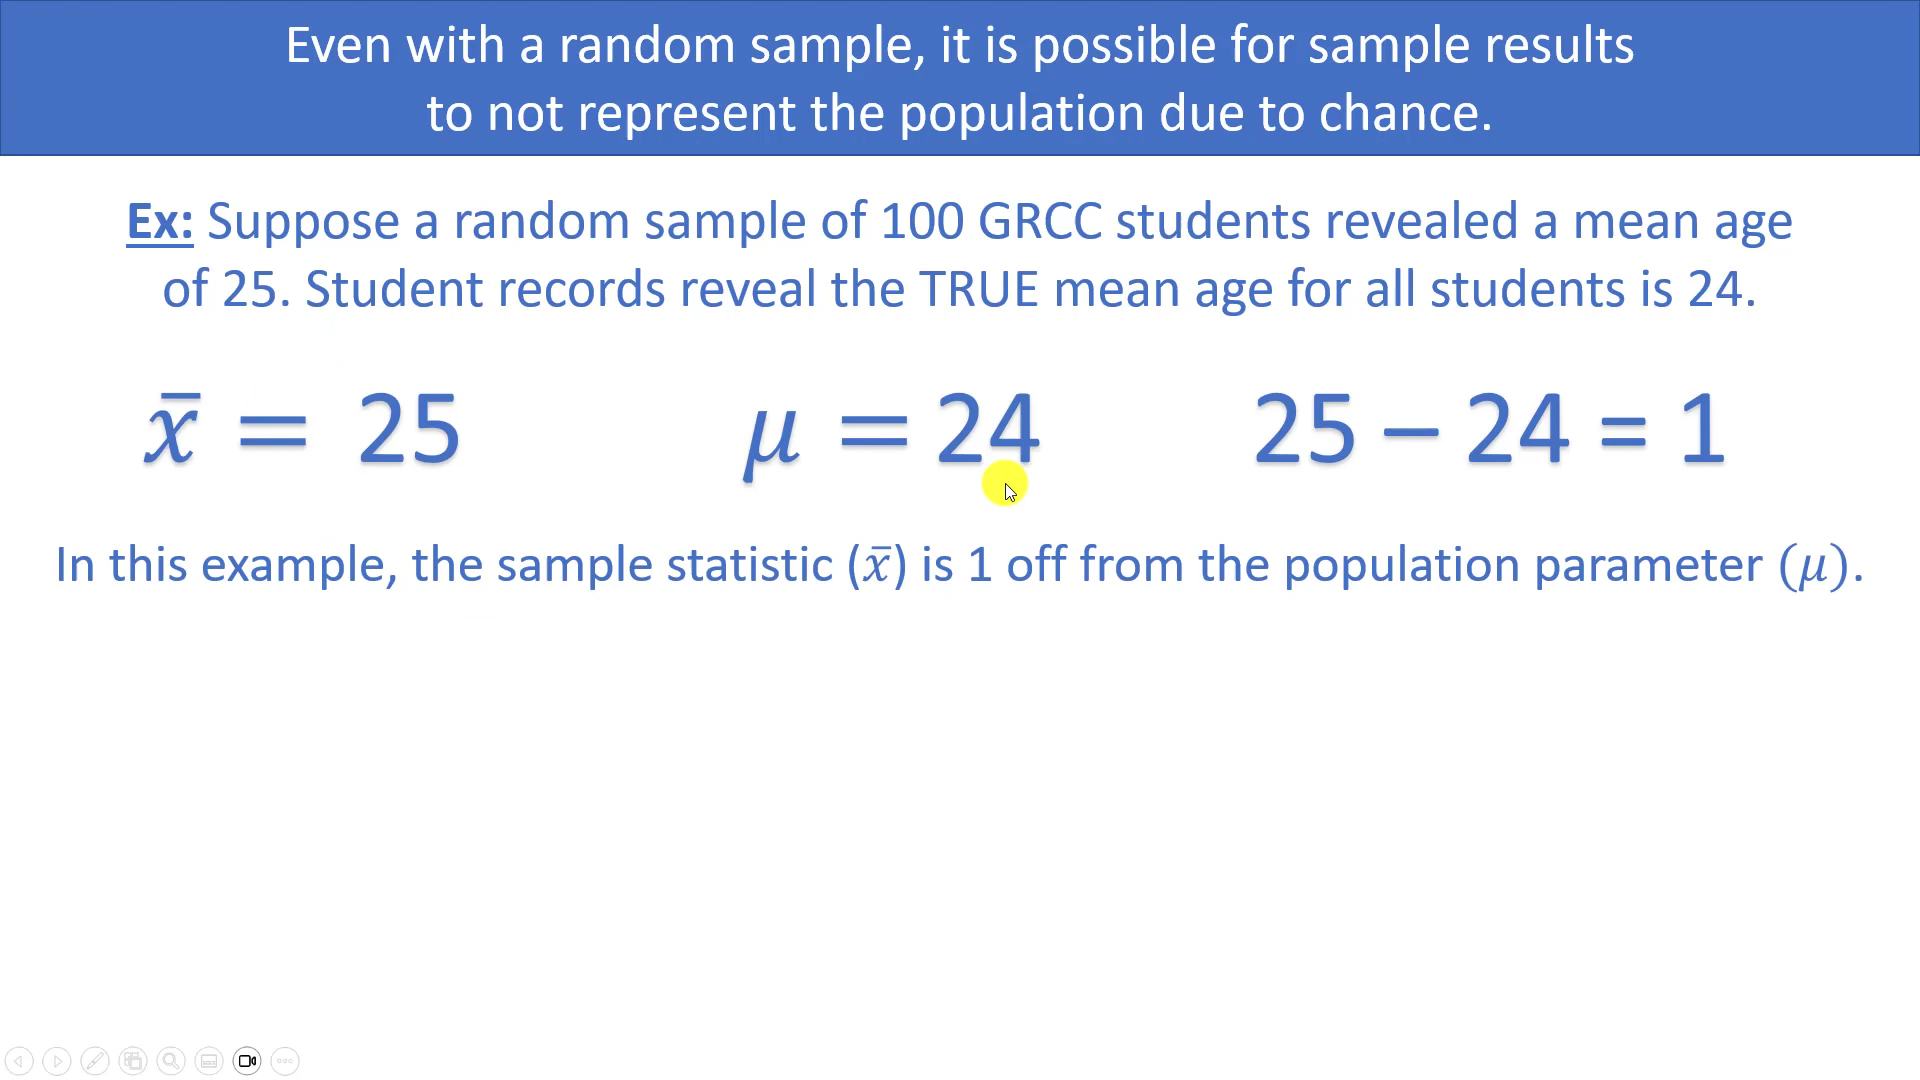 Even with a random sample, it is possible for sample results
to not represent the population due to chance.
Ex: Suppose a random sample of 100 GRCC students revealed a mean age
of 25. Student records reveal the TRUE mean age for all students is 24.
x̄ = 25 μ = 24 25 – 24 = 1
In this example, the sample statistic (x̄) is 1 off from the population parameter (μ).